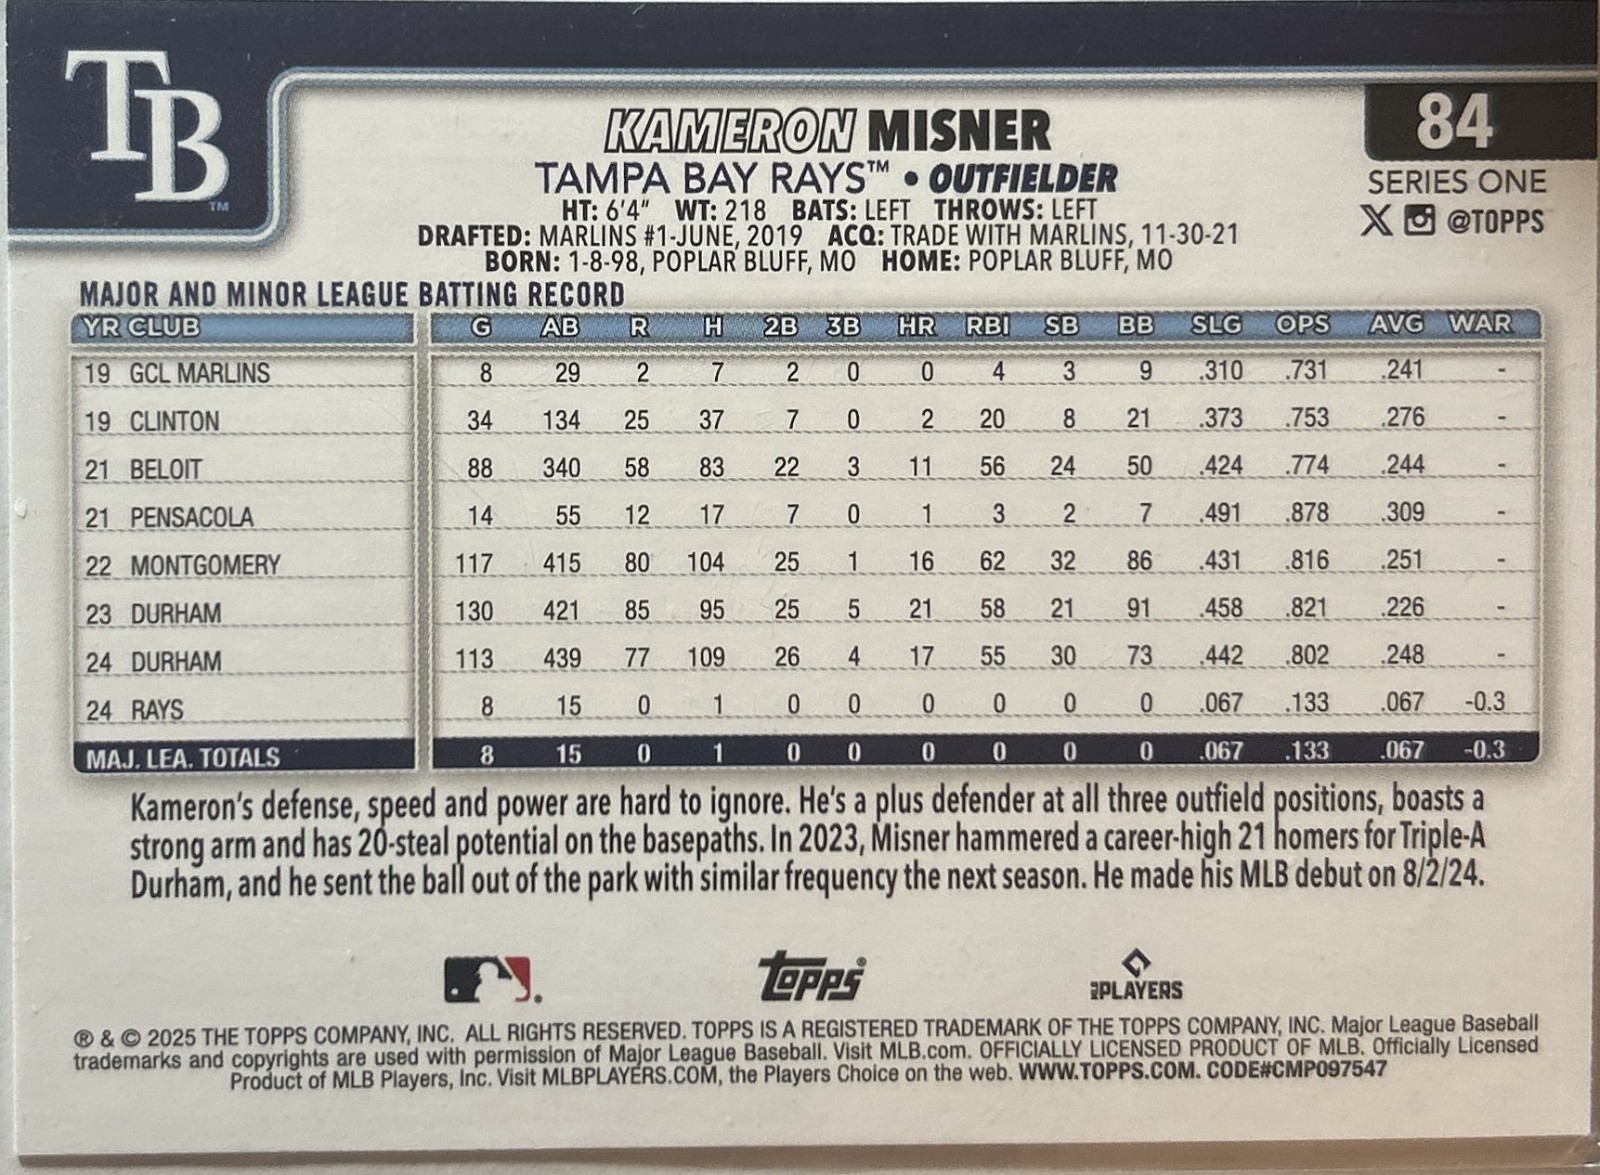 TB™
KAMERON MISNER
84
TAMPA BAY RAYS™ • OUTFIELDER
SERIES ONE
HT: 6'4" WT: 218 BATS: LEFT THROWS: LEFT
X @TOPPS
DRAFTED: MARLINS #1-JUNE, 2019 ACQ: TRADE WITH MARLINS, 11-30-21
BORN: 1-8-98, POPLAR BLUFF, MO HOME: POPLAR BLUFF, MO
MAJOR AND MINOR LEAGUE BATTING RECORD
YR CLUB G AB R H 2B 3B HR RBI SB BB SLG OPS AVG WAR
19 GCL MARLINS 8 29 2 7 2 0 0 4 3 9 .310 .731 .241 -
19 CLINTON 34 134 25 37 7 0 2 20 8 21 .373 .753 .276 -
21 BELOIT 88 340 58 83 22 3 11 56 24 50 .424 .774 .244 -
21 PENSACOLA 14 55 12 17 7 0 1 3 2 7 .491 .878 .309 -
22 MONTGOMERY 117 415 80 104 25 1 16 62 32 86 .431 .816 .251 -
23 DURHAM 130 421 85 95 25 5 21 58 21 91 .458 .821 .226 -
24 DURHAM 113 439 77 109 26 4 17 55 30 73 .442 .802 .248 -
24 RAYS 8 15 0 1 0 0 0 0 0 0 .067 .133 .067 -0.3
MAJ. LEA. TOTALS 8 15 0 1 0 0 0 0 0 0 .067 .133 .067 -0.3
Kameron's defense, speed and power are hard to ignore. He's a plus defender at all three outfield positions, boasts a
strong arm and has 20-steal potential on the basepaths. In 2023, Misner hammered a career-high 21 homers for Triple-A
Durham, and he sent the ball out of the park with similar frequency the next season. He made his MLB debut on 8/2/24.
Topps®
MLB PLAYERS
® & © 2025 THE TOPPS COMPANY, INC. ALL RIGHTS RESERVED. TOPPS IS A REGISTERED TRADEMARK OF THE TOPPS COMPANY, INC. Major League Baseball
trademarks and copyrights are used with permission of Major League Baseball. Visit MLB.com. OFFICIALLY LICENSED PRODUCT OF MLB. Officially Licensed
Product of MLB Players, Inc. Visit MLBPLAYERS.COM, the Players Choice on the web. WWW.TOPPS.COM. CODE#CMP097547